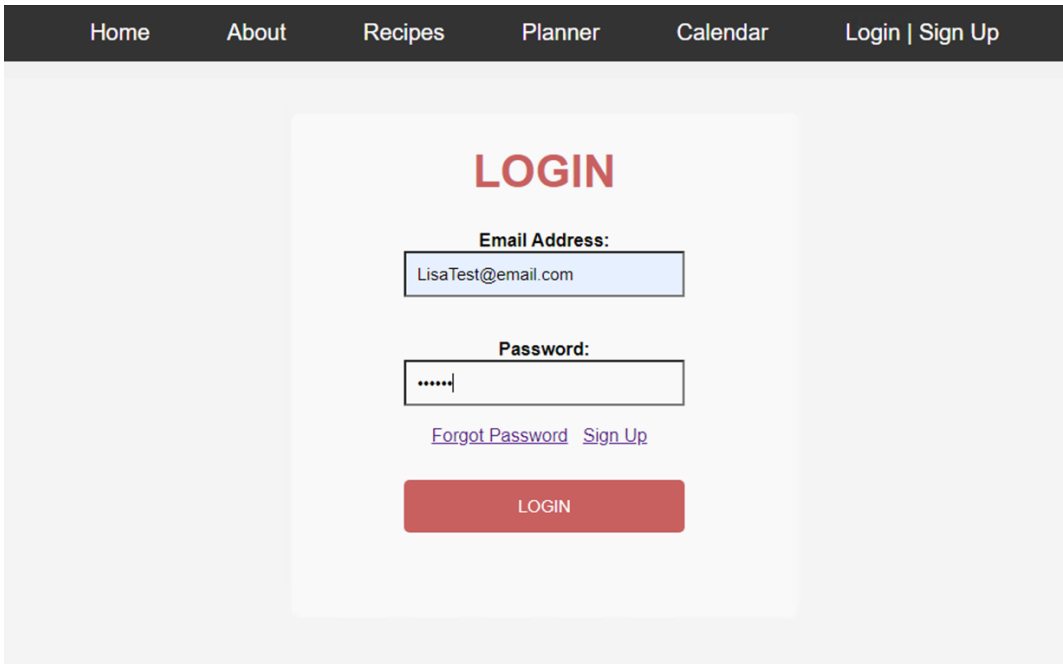 Home About Recipes Planner Calendar Login | Sign Up
LOGIN
Email Address:
LisaTest@email.com
Password:
••••••
Forgot Password Sign Up
LOGIN